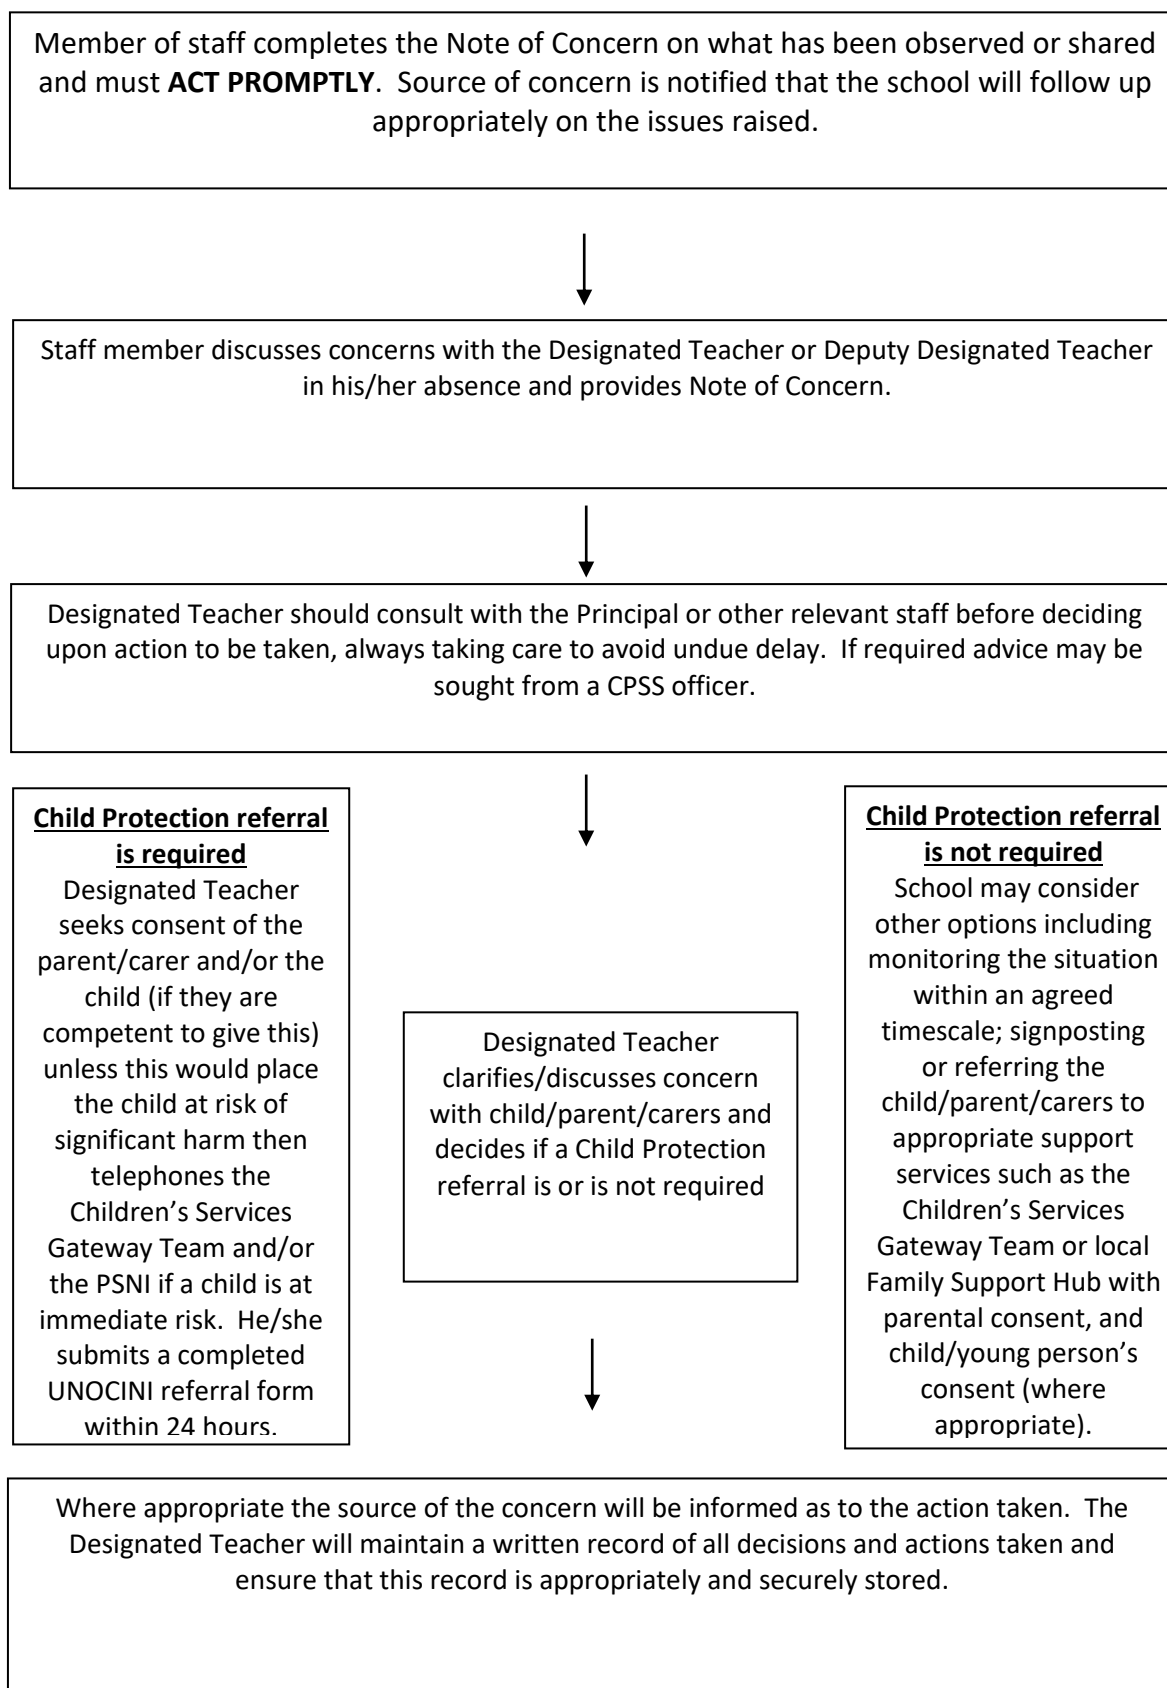 Member of staff completes the Note of Concern on what has been observed or shared
and must ACT PROMPTLY.  Source of concern is notified that the school will follow up
appropriately on the issues raised.
Staff member discusses concerns with the Designated Teacher or Deputy Designated Teacher
in his/her absence and provides Note of Concern.
Designated Teacher should consult with the Principal or other relevant staff before deciding
upon action to be taken, always taking care to avoid undue delay.  If required advice may be
sought from a CPSS officer.
Child Protection referral
is required
Designated Teacher
seeks consent of the
parent/carer and/or the
child (if they are
competent to give this)
unless this would place
the child at risk of
significant harm then
telephones the
Children’s Services
Gateway Team and/or
the PSNI if a child is at
immediate risk.  He/she
submits a completed
UNOCINI referral form
within 24 hours.
Designated Teacher
clarifies/discusses concern
with child/parent/carers and
decides if a Child Protection
referral is or is not required
Child Protection referral
is not required
School may consider
other options including
monitoring the situation
within an agreed
timescale; signposting
or referring the
child/parent/carers to
appropriate support
services such as the
Children’s Services
Gateway Team or local
Family Support Hub with
parental consent, and
child/young person’s
consent (where
appropriate).
Where appropriate the source of the concern will be informed as to the action taken.  The
Designated Teacher will maintain a written record of all decisions and actions taken and
ensure that this record is appropriately and securely stored.